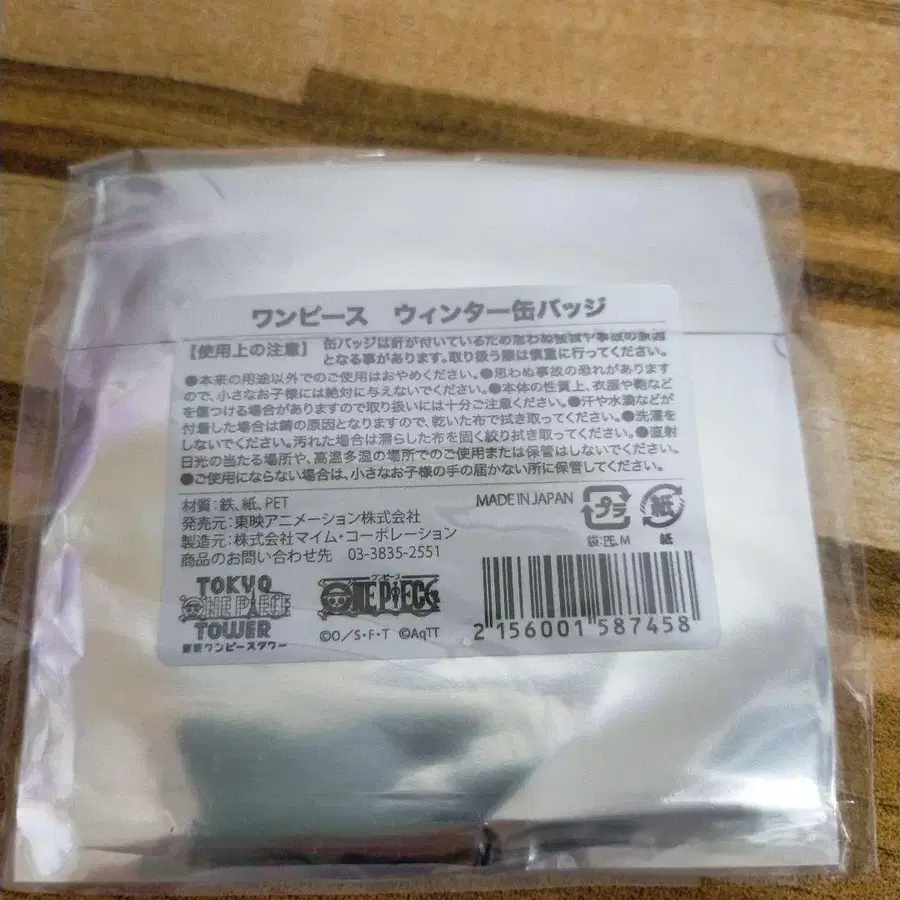 ワンピース ウィンター缶バッジ
【使用上の注意】 缶バッジは針が付いているため思わぬ怪我や事故の原因
となる事があります。取り扱う際は慎重に行ってください。
●本来の用途以外でのご使用はおやめください。●思わぬ事故の恐れがあります
ので、小さなお子様には絶対に与えないでください。●本体の性質上、衣服や鞄など
を傷つける場合がありますので取り扱いには十分ご注意ください。●汗や水滴などが
付着した場合は錆の原因となりますので、乾いた布で拭き取ってください。●洗濯を
しないでください。汚れた場合は濡らした布を固く絞り拭き取ってください。●直射
日光の当たる場所や、高温多湿の場所でのご使用または保管はしないでください。
●ご使用にならない場合は、小さなお子様の手の届かない所に保管してください。
材質:鉄、紙、PET
発売元:東映アニメーション株式会社
製造元:株式会社マイム・コーポレーション
商品のお問い合わせ先 03-3835-2551
MADE IN JAPAN
プラ
紙
袋:PE、M
紙
TOKYO
ONE PIECE
TOWER
東京ワンピースタワー
ワンピース
ONE PIECE
©O/S・F・T ©AqTT
2 156001 587458